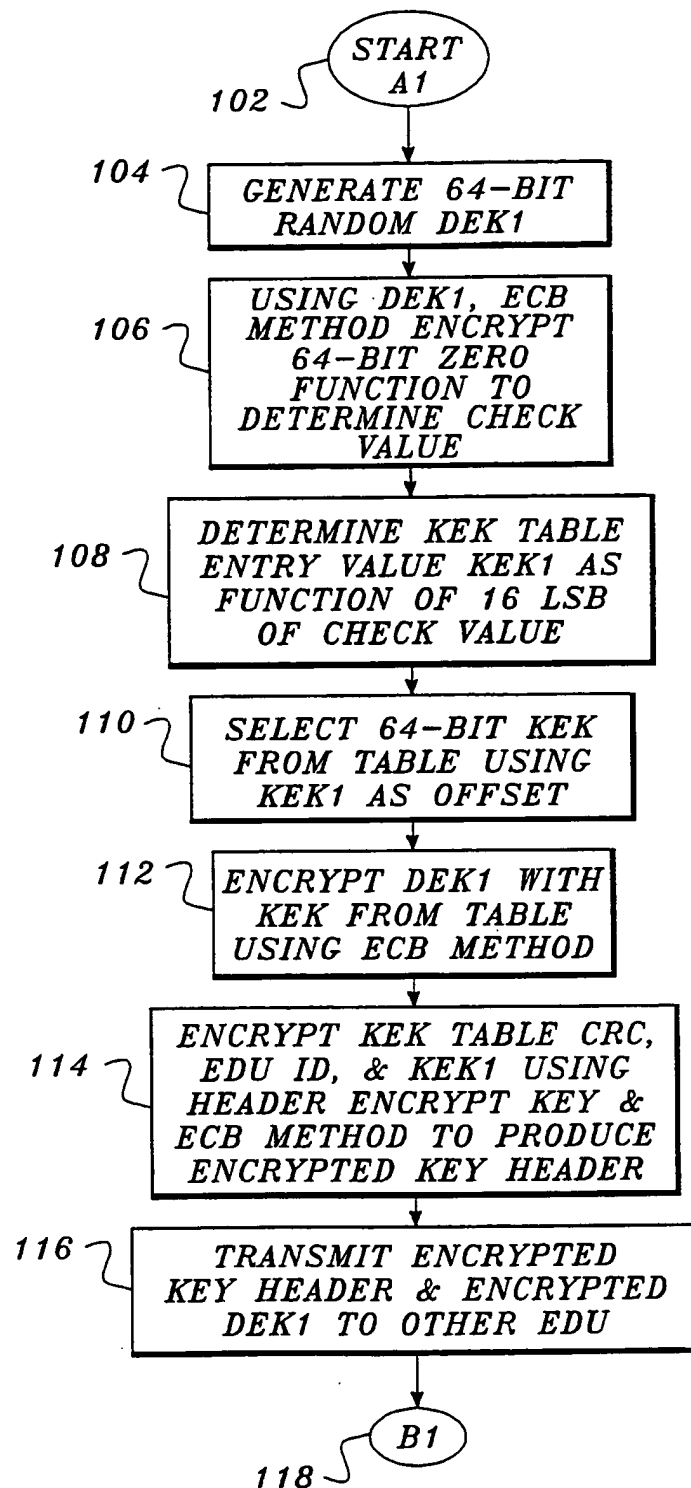 START
A1
102
104
GENERATE 64-BIT
RANDOM DEK1
106
USING DEK1, ECB
METHOD ENCRYPT
64-BIT ZERO
FUNCTION TO
DETERMINE CHECK
VALUE
108
DETERMINE KEK TABLE
ENTRY VALUE KEK1 AS
FUNCTION OF 16 LSB
OF CHECK VALUE
110
SELECT 64-BIT KEK
FROM TABLE USING
KEK1 AS OFFSET
112
ENCRYPT DEK1 WITH
KEK FROM TABLE
USING ECB METHOD
114
ENCRYPT KEK TABLE CRC,
EDU ID, & KEK1 USING
HEADER ENCRYPT KEY &
ECB METHOD TO PRODUCE
ENCRYPTED KEY HEADER
116
TRANSMIT ENCRYPTED
KEY HEADER & ENCRYPTED
DEK1 TO OTHER EDU
B1
118